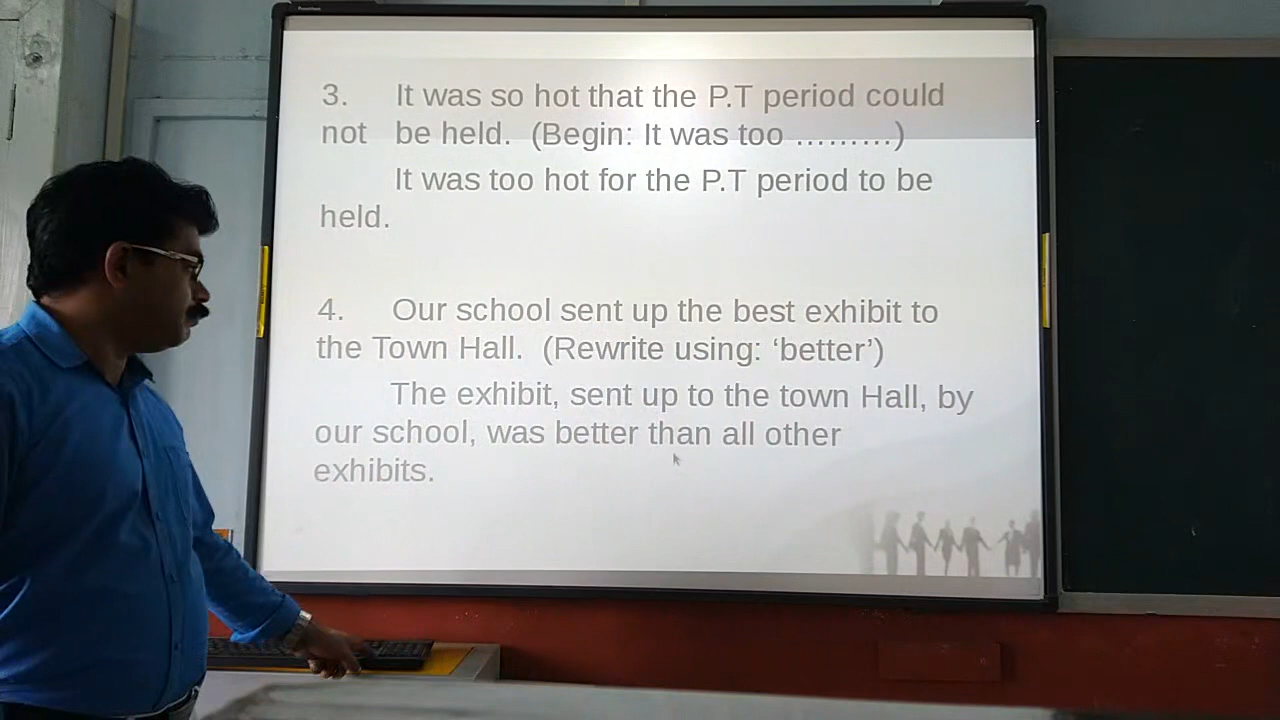 3. It was so hot that the P.T period could
not be held. (Begin: It was too ………)
It was too hot for the P.T period to be
held.
4. Our school sent up the best exhibit to
the Town Hall. (Rewrite using: ‘better’)
The exhibit, sent up to the town Hall, by
our school, was better than all other
exhibits.